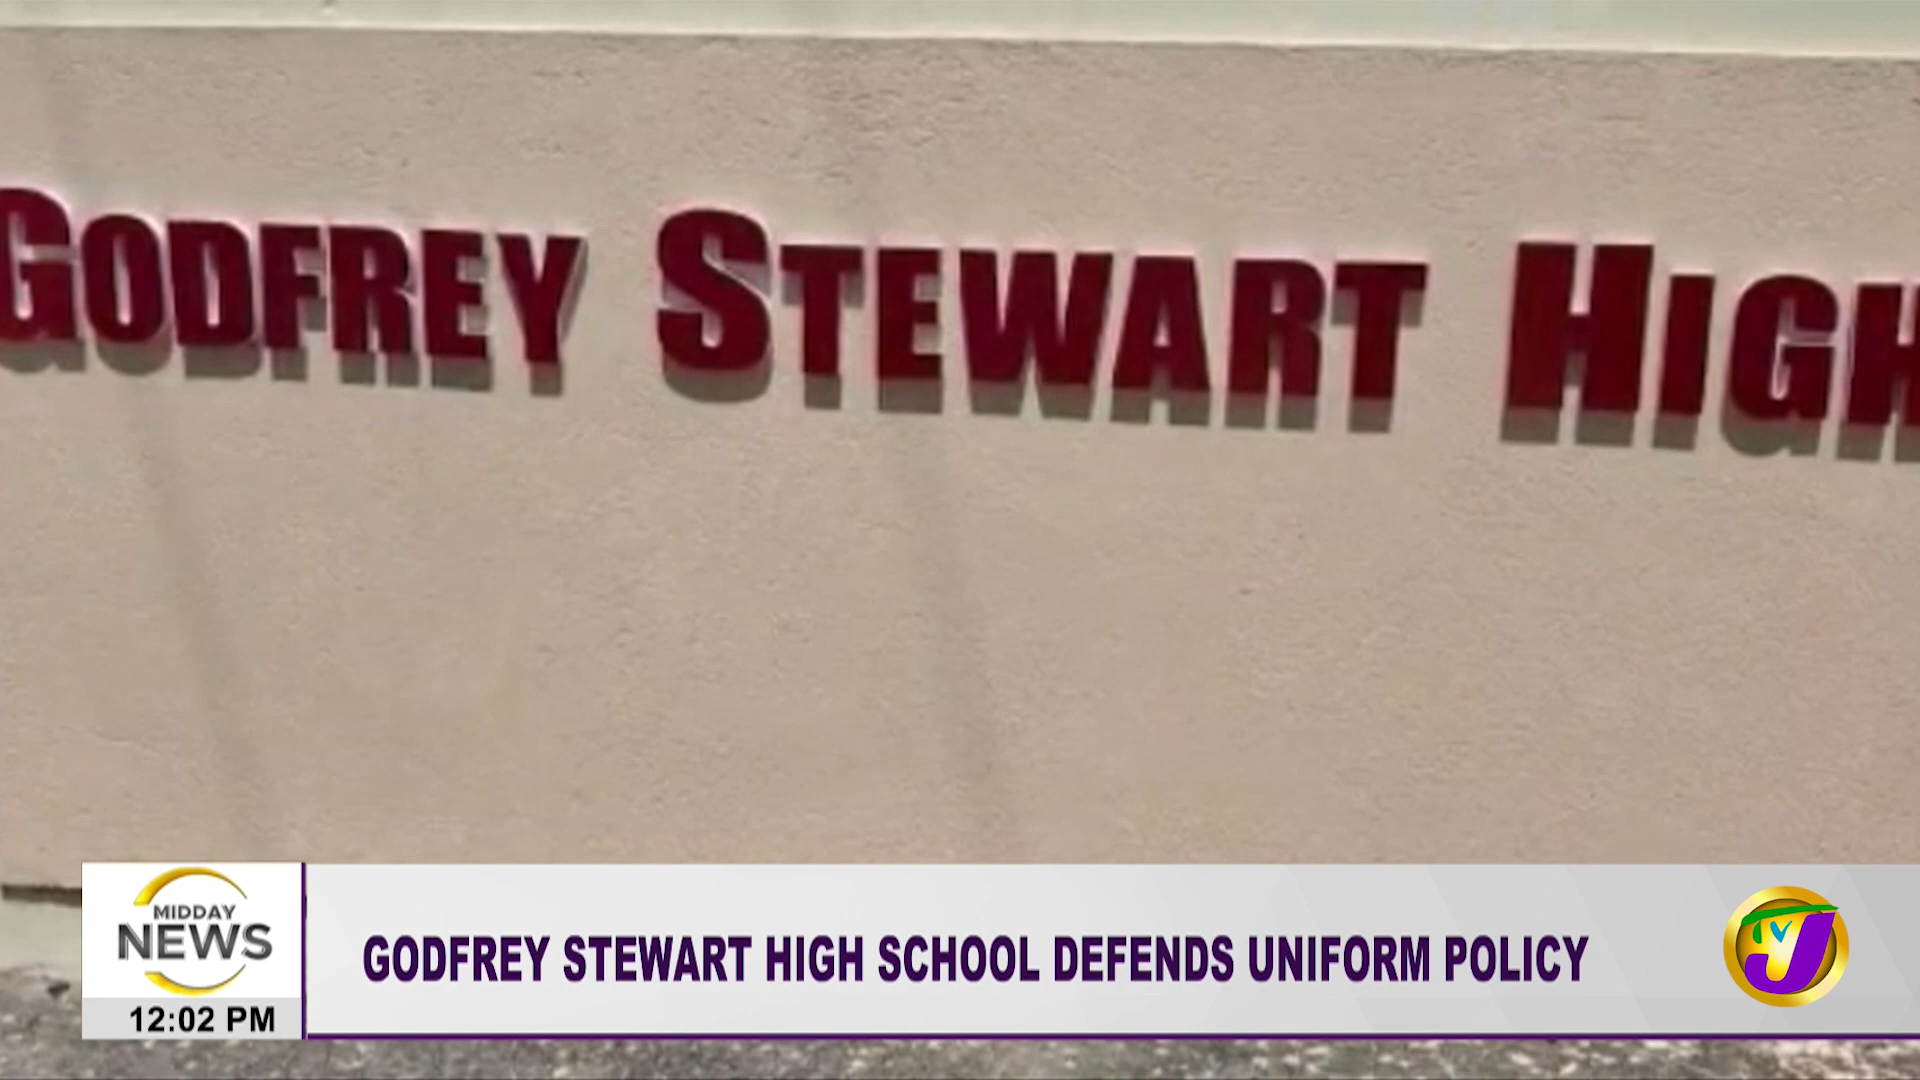 GODFREY STEWART HIGH
MIDDAY
NEWS
12:02 PM
GODFREY STEWART HIGH SCHOOL DEFENDS UNIFORM POLICY
TVJ